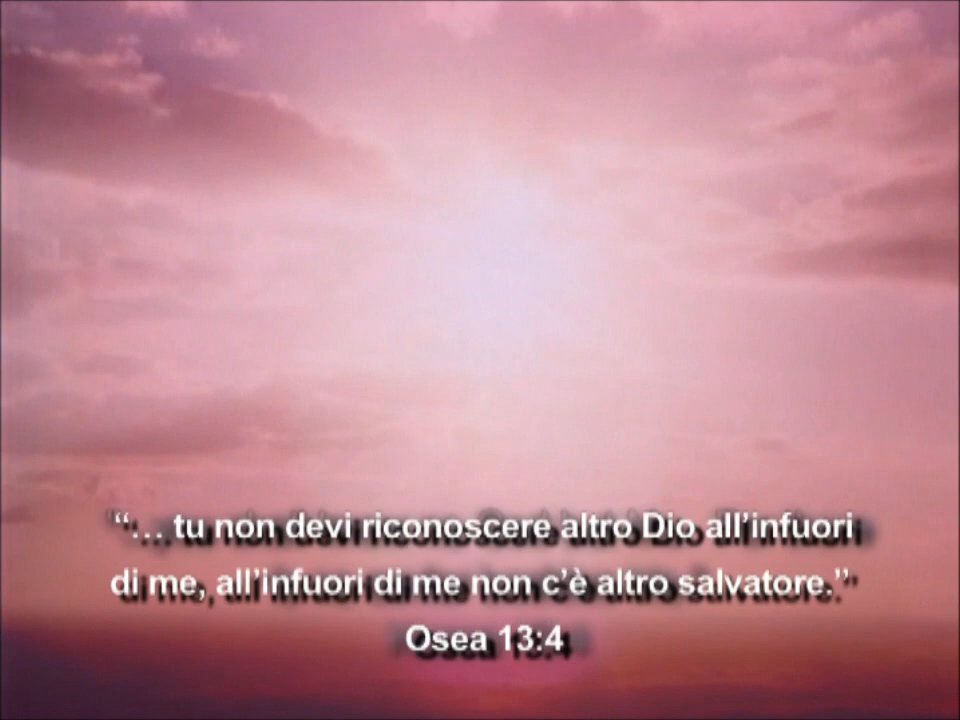 “… tu non devi riconoscere altro Dio all’infuori
di me, all’infuori di me non c’è altro salvatore.”
Osea 13:4